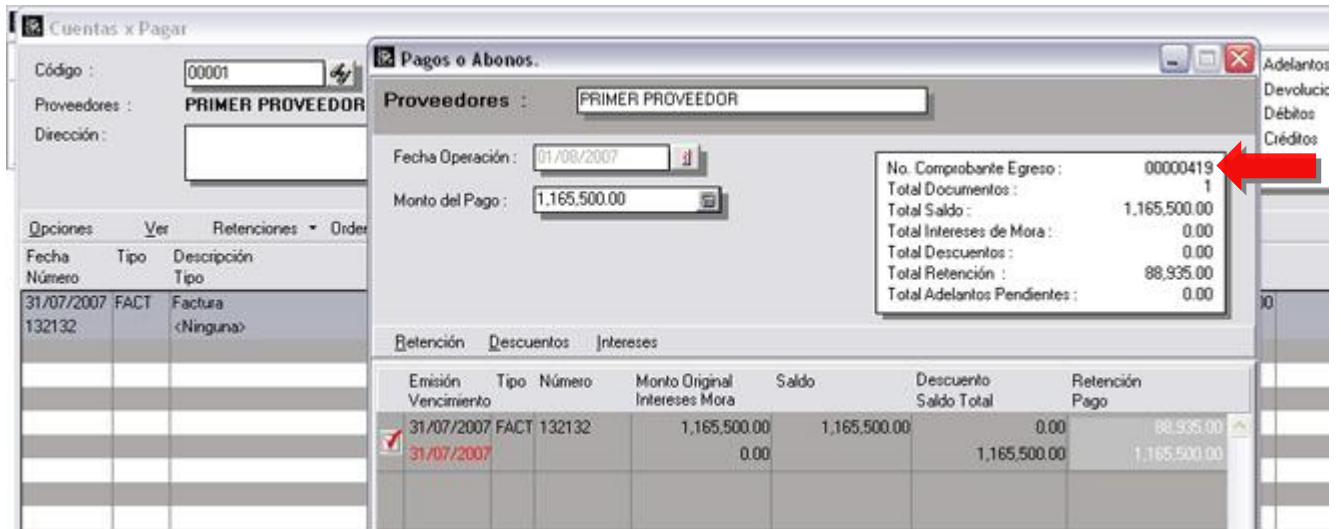 Cuentas x Pagar
Código : 00001
Proveedores : PRIMER PROVEEDOR
Dirección :
Opciones Ver Retenciones
Fecha Tipo Descripción
Número Tipo
31/07/2007 FACT Factura
132132 <Ninguna>
Pagos o Abonos.
Proveedores : PRIMER PROVEEDOR
Fecha Operación : 01/08/2007
Monto del Pago : 1,165,500.00
No. Comprobante Egreso : 00000419
Total Documentos : 1
Total Saldo : 1,165,500.00
Total Intereses de Mora : 0.00
Total Descuentos : 0.00
Total Retención : 88,935.00
Total Adelantos Pendientes : 0.00
Retención Descuentos Intereses
Emisión Tipo Número Monto Original Saldo Descuento Retención
Vencimiento Intereses Mora Saldo Total Pago
31/07/2007 FACT 132132 1,165,500.00 1,165,500.00 0.00 88,935.00
31/07/2007 0.00 1,165,500.00 1,165,500.00
Adelantos
Débitos
Créditos